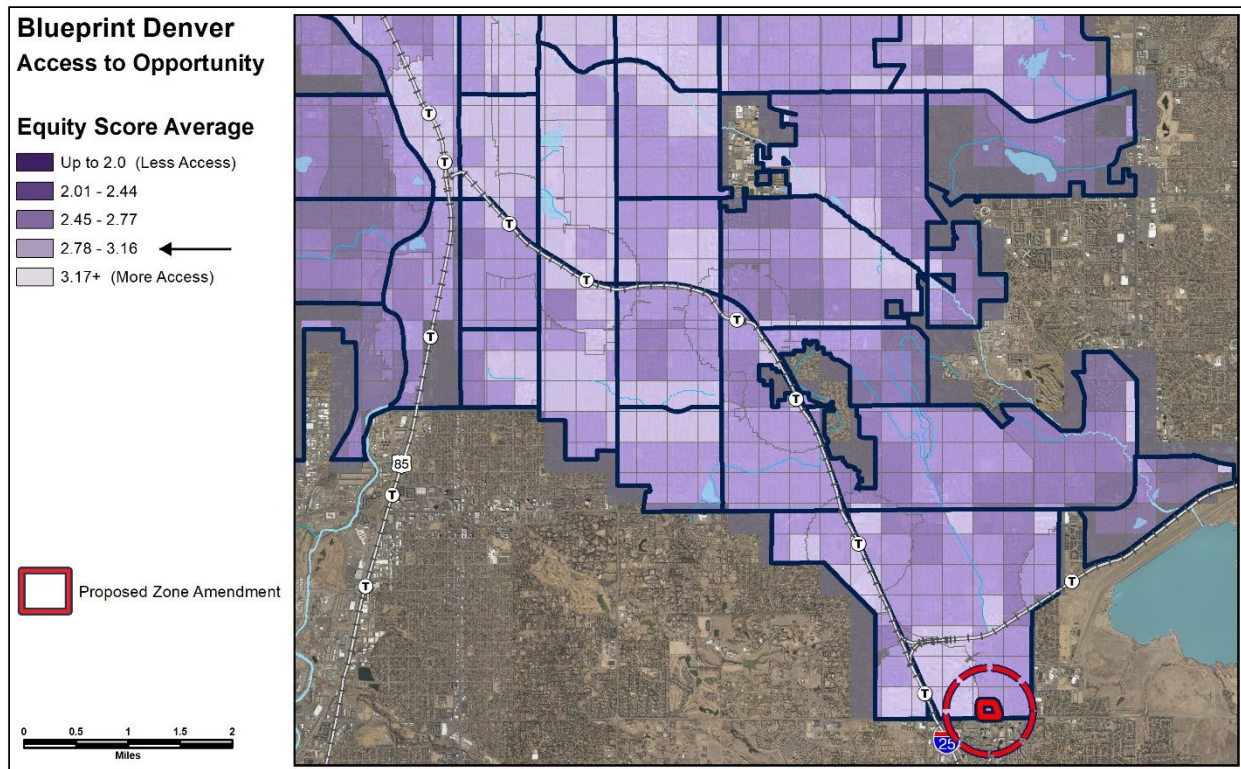 Blueprint Denver
Access to Opportunity
Equity Score Average
Up to 2.0 (Less Access)
2.01 - 2.44
2.45 - 2.77
2.78 - 3.16
3.17+ (More Access)
Proposed Zone Amendment
0 0.5 1 1.5 2
Miles
T
T
T
T
T
T
T
85
T
T
T
T
T
25